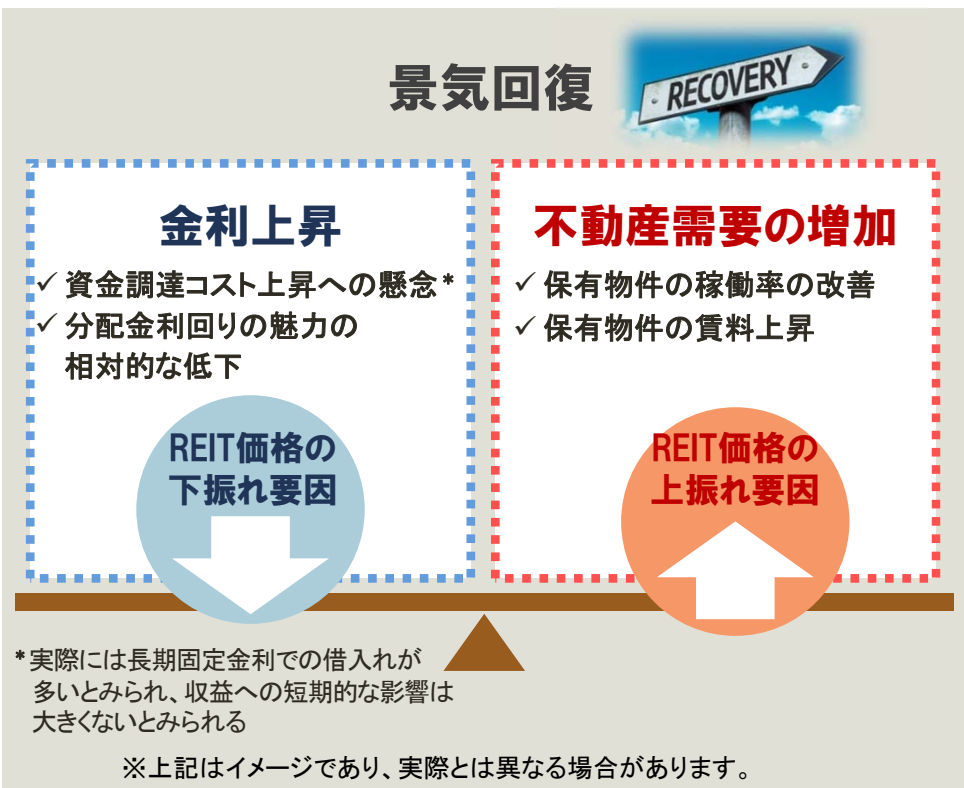 景気回復
RECOVERY
金利上昇
✓ 資金調達コスト上昇への懸念*
✓ 分配金利回りの魅力の
相対的な低下
REIT価格の
下振れ要因
不動産需要の増加
✓ 保有物件の稼働率の改善
✓ 保有物件の賃料上昇
REIT価格の
上振れ要因
*実際には長期固定金利での借入れが
多いとみられ、収益への短期的な影響は
大きくないとみられる
※上記はイメージであり、実際とは異なる場合があります。